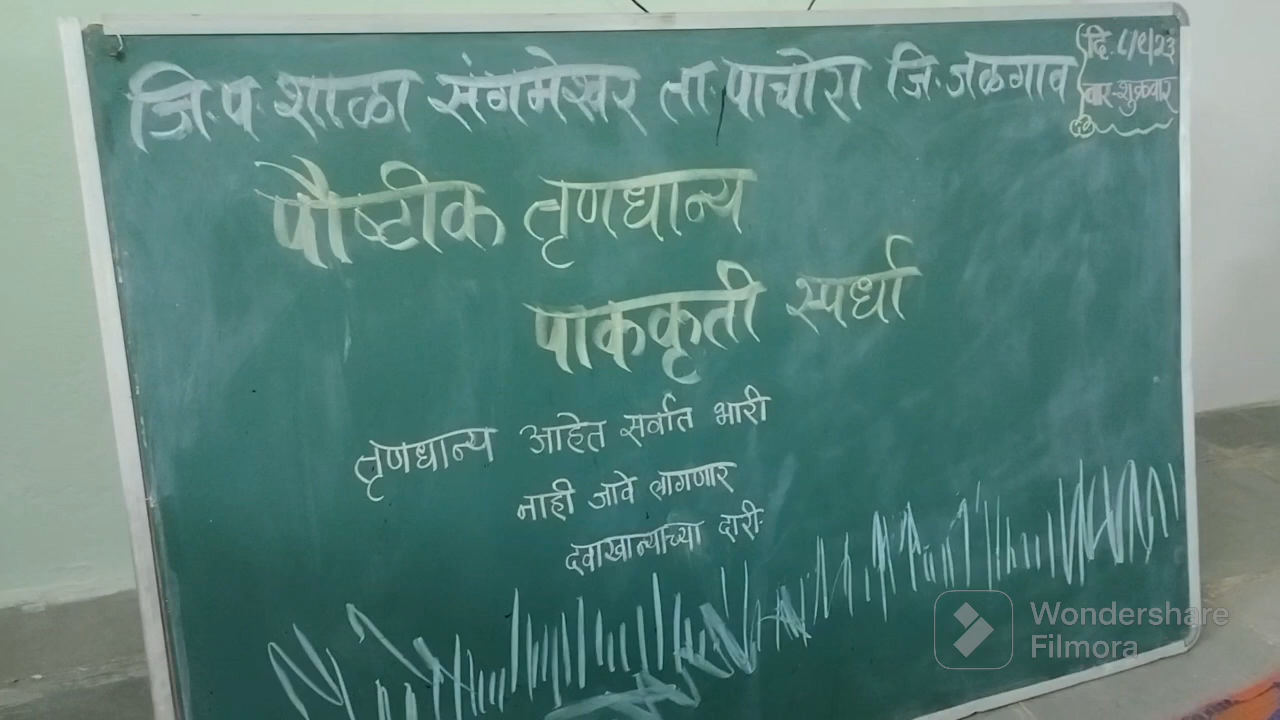 जि.प. शाळा संगमेश्वर ता. पाचोरा जि. जळगाव
दि. ८/९/२३
वार-शुक्रवार
पौष्टीक तृणधान्य
पाककृती स्पर्धा
तृणधान्य आहेत सर्वात भारी
नाही जावे लागणार
दवाखान्याच्या दारी.
Wondershare
Filmora